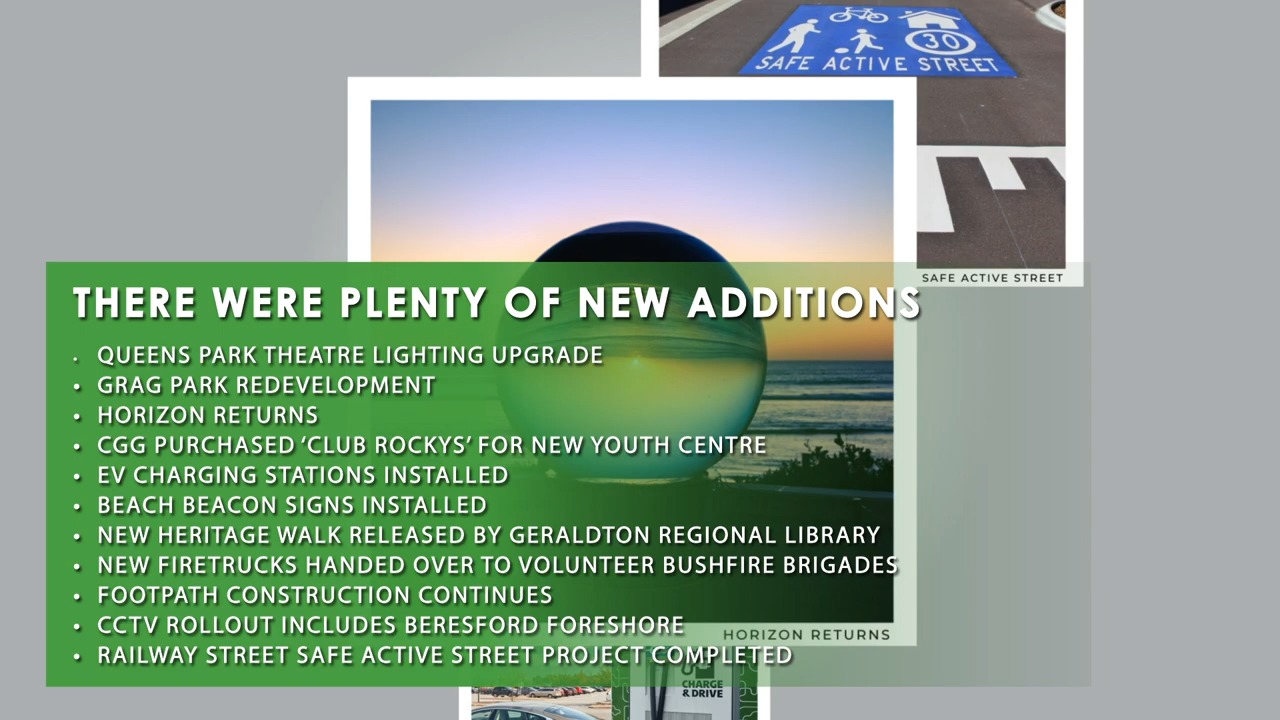 30
SAFE ACTIVE STREET
SAFE ACTIVE STREET
THERE WERE PLENTY OF NEW ADDITIONS
• QUEENS PARK THEATRE LIGHTING UPGRADE
• GRAG PARK REDEVELOPMENT
• HORIZON RETURNS
• CGG PURCHASED ‘CLUB ROCKYS’ FOR NEW YOUTH CENTRE
• EV CHARGING STATIONS INSTALLED
• BEACH BEACON SIGNS INSTALLED
• NEW HERITAGE WALK RELEASED BY GERALDTON REGIONAL LIBRARY
• NEW FIRETRUCKS HANDED OVER TO VOLUNTEER BUSHFIRE BRIGADES
• FOOTPATH CONSTRUCTION CONTINUES
• CCTV ROLLOUT INCLUDES BERESFORD FORESHORE
HORIZON RETURNS
• RAILWAY STREET SAFE ACTIVE STREET PROJECT COMPLETED
CHARGE
& DRIVE